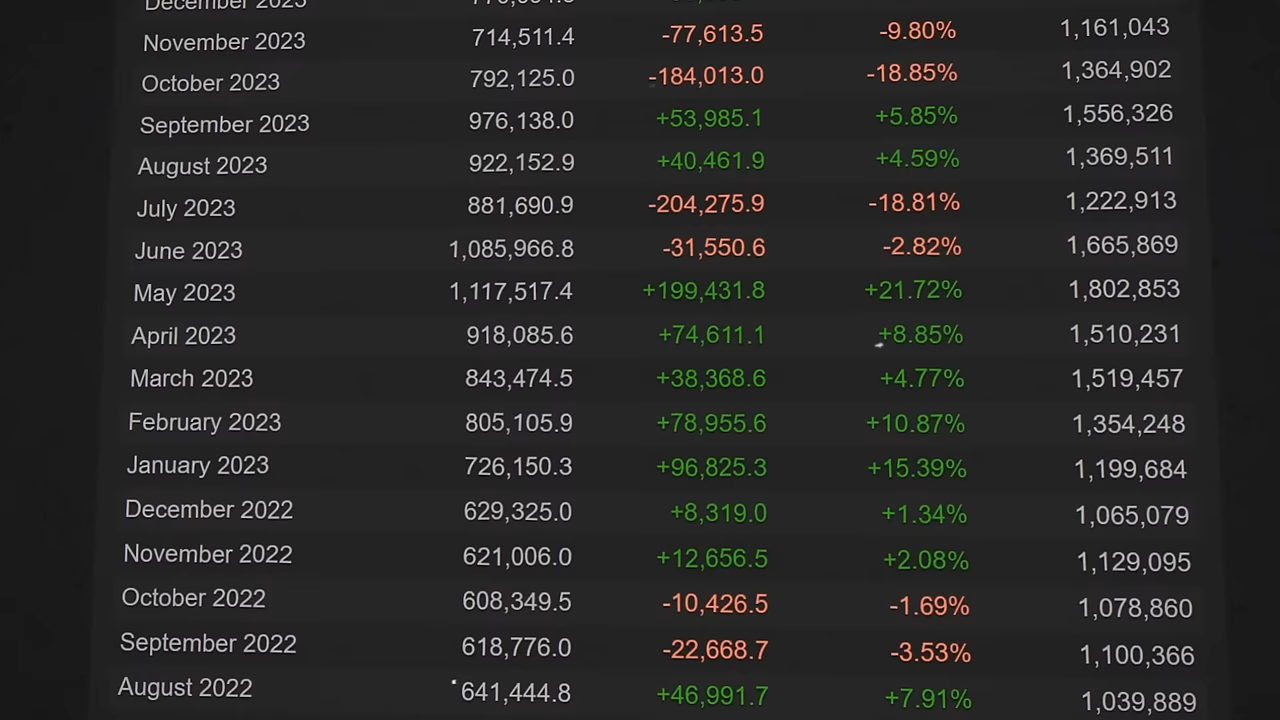 December 2023
November 2023 714,511.4 -77,613.5 -9.80% 1,161,043
October 2023 792,125.0 -184,013.0 -18.85% 1,364,902
September 2023 976,138.0 +53,985.1 +5.85% 1,556,326
August 2023 922,152.9 +40,461.9 +4.59% 1,369,511
July 2023 881,690.9 -204,275.9 -18.81% 1,222,913
June 2023 1,085,966.8 -31,550.6 -2.82% 1,665,869
May 2023 1,117,517.4 +199,431.8 +21.72% 1,802,853
April 2023 918,085.6 +74,611.1 +8.85% 1,510,231
March 2023 843,474.5 +38,368.6 +4.77% 1,519,457
February 2023 805,105.9 +78,955.6 +10.87% 1,354,248
January 2023 726,150.3 +96,825.3 +15.39% 1,199,684
December 2022 629,325.0 +8,319.0 +1.34% 1,065,079
November 2022 621,006.0 +12,656.5 +2.08% 1,129,095
October 2022 608,349.5 -10,426.5 -1.69% 1,078,860
September 2022 618,776.0 -22,668.7 -3.53% 1,100,366
August 2022 641,444.8 +46,991.7 +7.91% 1,039,889